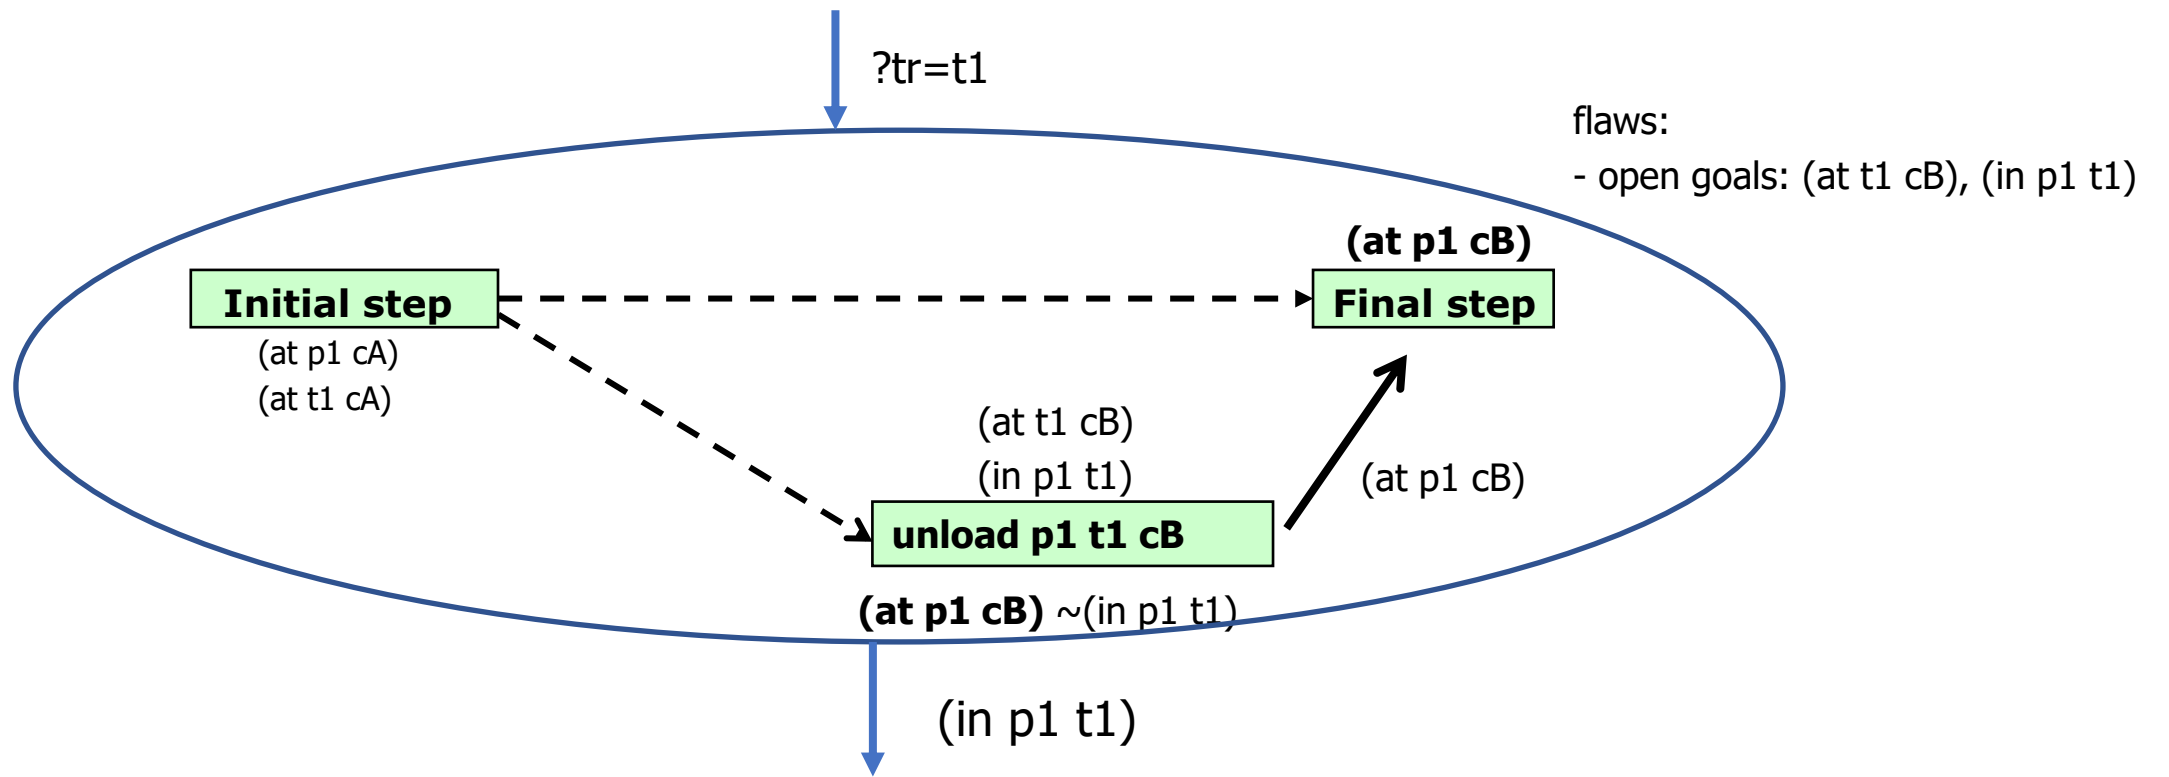 ?tr=t1
flaws:
- open goals: (at t1 cB), (in p1 t1)
(at p1 cB)
Initial step
Final step
(at p1 cA)
(at t1 cA)
(at t1 cB)
(in p1 t1)
(at p1 cB)
unload p1 t1 cB
(at p1 cB) ~(in p1 t1)
(in p1 t1)